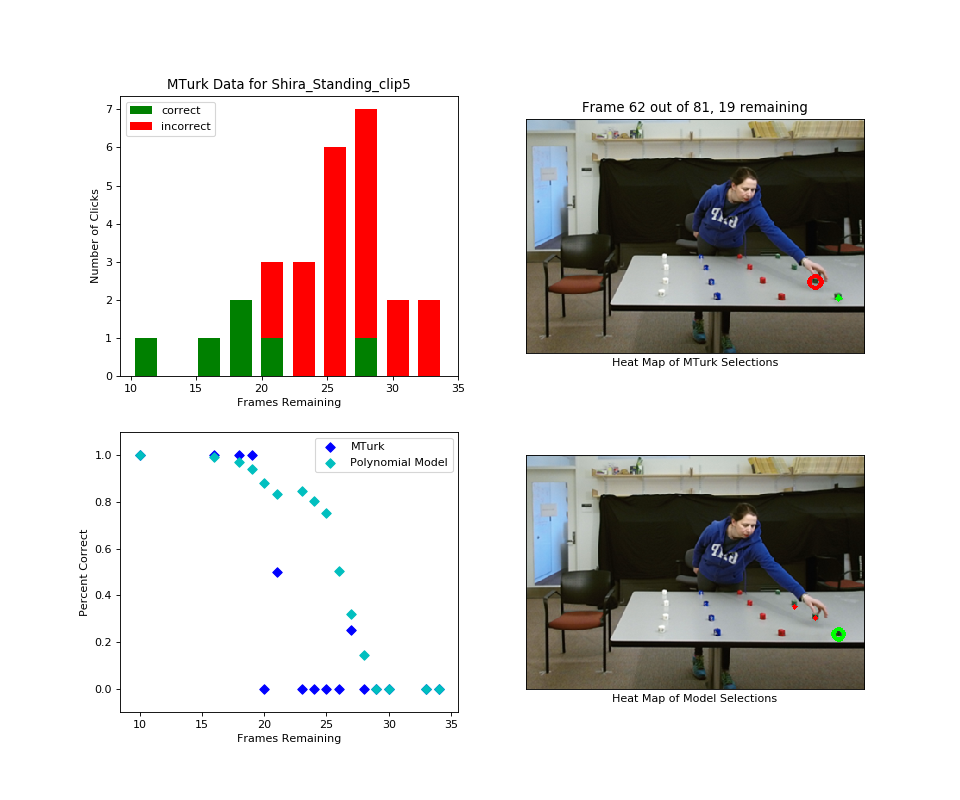 MTurk Data for Shira_Standing_clip5
correct
incorrect
Number of Clicks
7
6
5
4
3
2
1
0
10 15 20 25 30 35
Frames Remaining
Frame 62 out of 81, 19 remaining
Heat Map of MTurk Selections
MTurk
Polynomial Model
Percent Correct
1.0
0.8
0.6
0.4
0.2
0.0
10 15 20 25 30 35
Frames Remaining
Heat Map of Model Selections